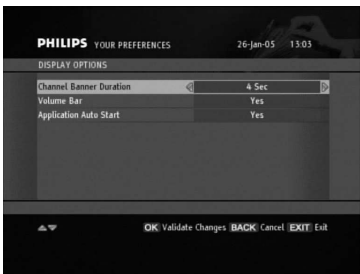 PHILIPS YOUR PREFERENCES 26-Jan-05 13:03
DISPLAY OPTIONS
Channel Banner Duration 4 Sec
Volume Bar Yes
Application Auto Start Yes
OK Validate Changes BACK Cancel EXIT Exit